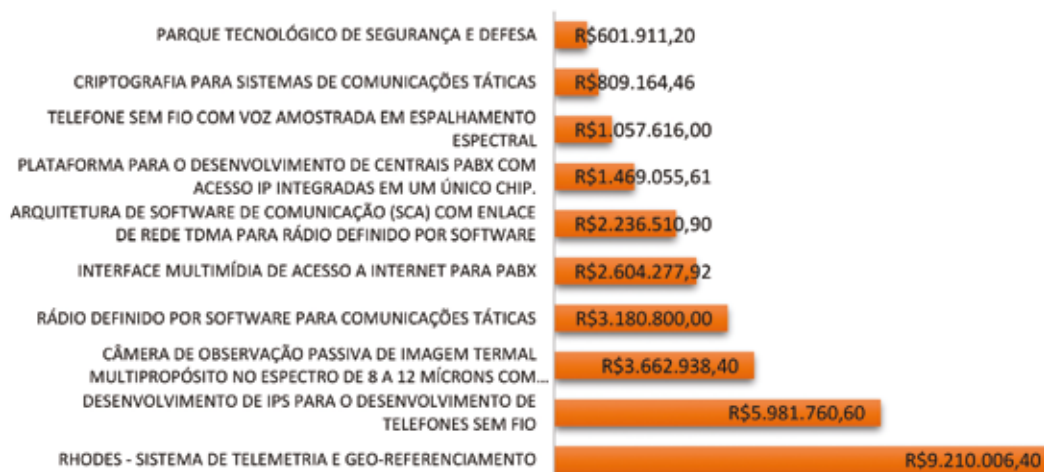 PARQUE TECNOLÓGICO DE SEGURANÇA E DEFESA
R$601.911,20
CRIPTOGRAFIA PARA SISTEMAS DE COMUNICAÇÕES TÁTICAS
R$809.164,46
TELEFONE SEM FIO COM VOZ AMOSTRADA EM ESPALHAMENTO
ESPECTRAL
R$1.057.616,00
PLATAFORMA PARA O DESENVOLVIMENTO DE CENTRAIS PABX COM
ACESSO IP INTEGRADAS EM UM ÚNICO CHIP.
R$1.469.055,61
ARQUITETURA DE SOFTWARE DE COMUNICAÇÃO (SCA) COM ENLACE
DE REDE TDMA PARA RÁDIO DEFINIDO POR SOFTWARE
R$2.236.510,90
INTERFACE MULTIMÍDIA DE ACESSO A INTERNET PARA PABX
R$2.604.277,92
RÁDIO DEFINIDO POR SOFTWARE PARA COMUNICAÇÕES TÁTICAS
R$3.180.800,00
CÂMERA DE OBSERVAÇÃO PASSIVA DE IMAGEM TERMAL
MULTIPROPÓSITO NO ESPECTRO DE 8 A 12 MÍCRONS COM...
R$3.662.938,40
DESENVOLVIMENTO DE IPS PARA O DESENVOLVIMENTO DE
TELEFONES SEM FIO
R$5.981.760,60
RHODES - SISTEMA DE TELEMETRIA E GEO-REFERENCIAMENTO
R$9.210.006,40